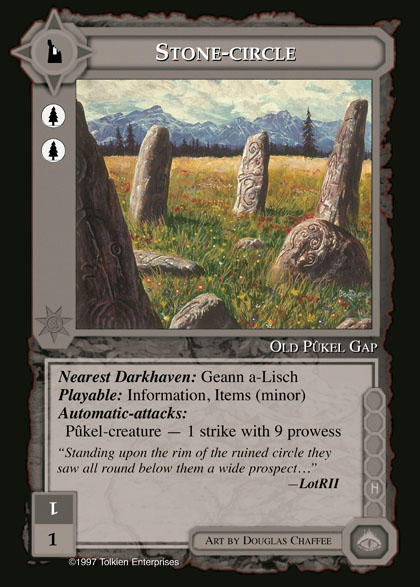 STONE-CIRCLE
OLD PÛKEL GAP
Nearest Darkhaven: Geann a-Lisch
Playable: Information, Items (minor)
Automatic-attacks:
Pûkel-creature — 1 strike with 9 prowess
“Standing upon the rim of the ruined circle they
saw all round below them a wide prospect…”
—LotRII
H
1
1
ART BY DOUGLAS CHAFFEE
©1997 Tolkien Enterprises